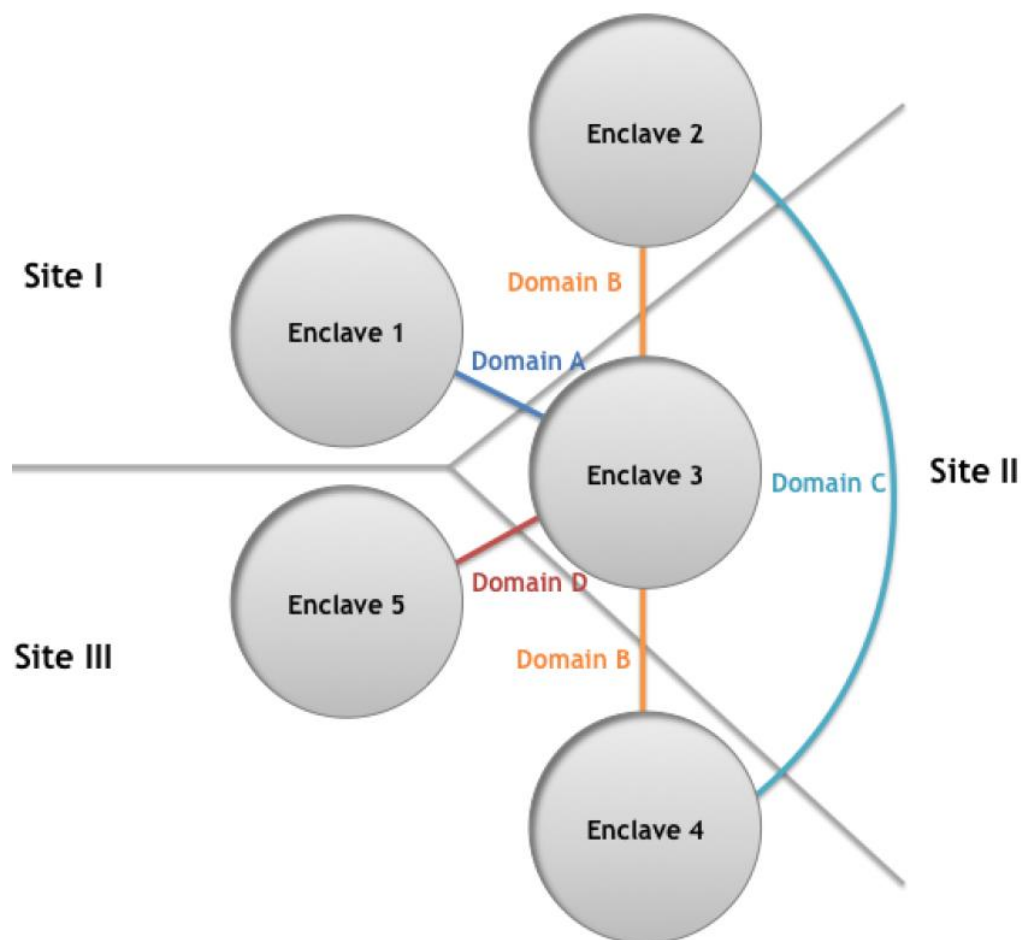 Enclave 2
Site I
Domain B
Enclave 1
Domain A
Enclave 3
Domain C
Site II
Domain D
Enclave 5
Site III
Domain B
Enclave 4